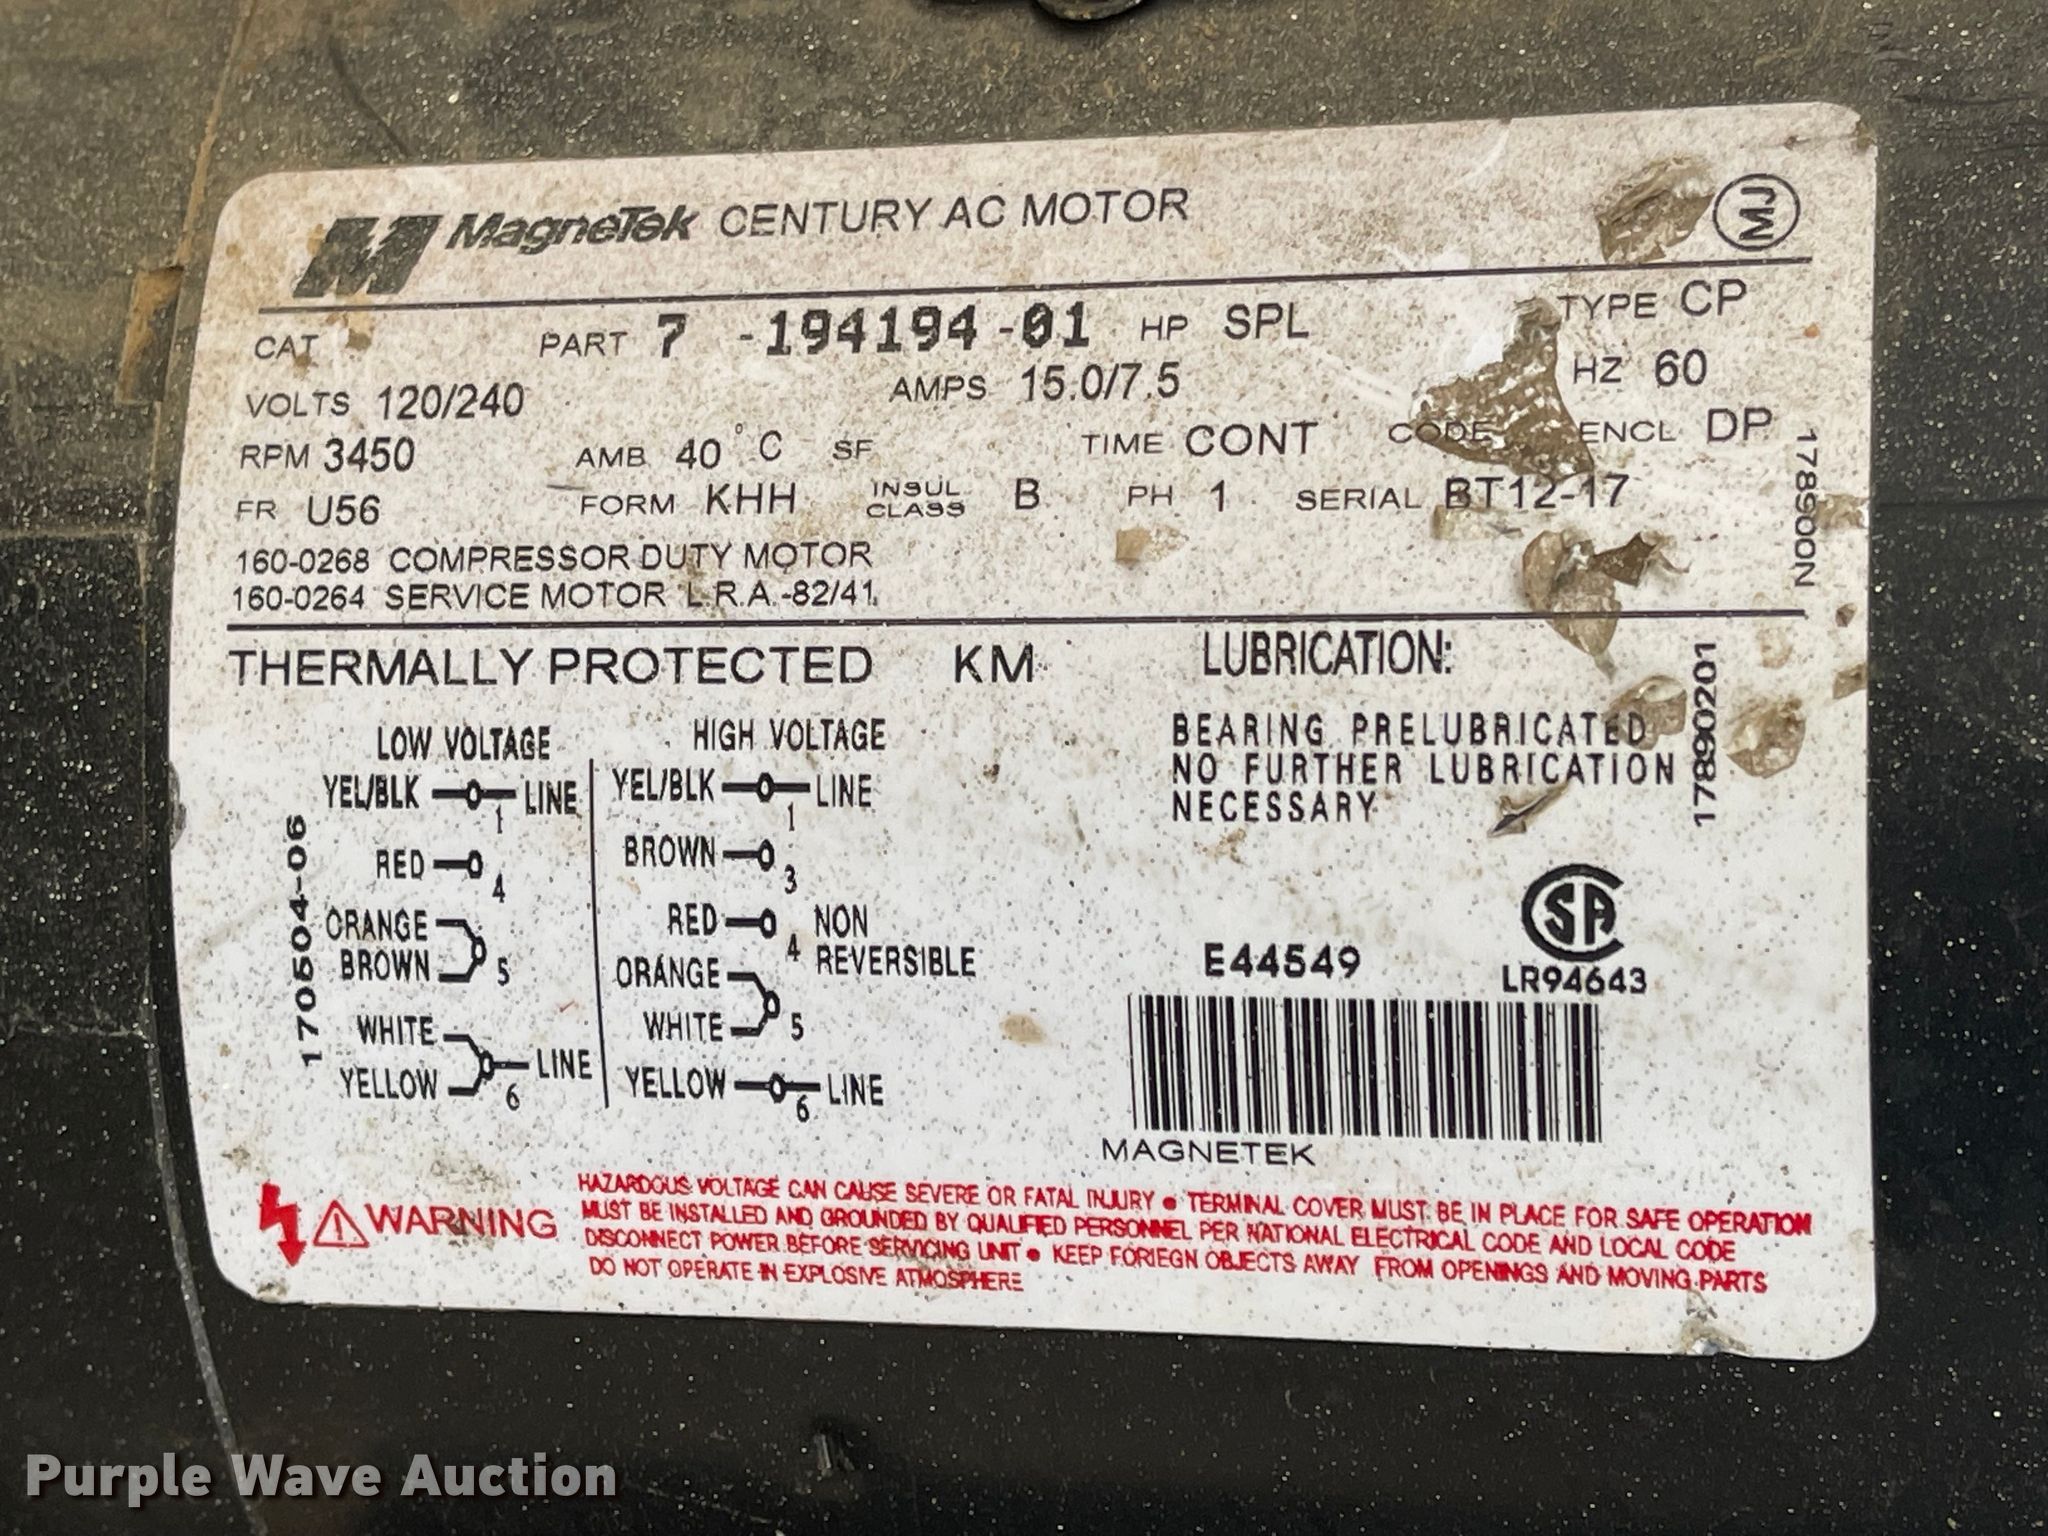 MagneTek CENTURY AC MOTOR MJ
CAT PART 7 -194194-01 HP SPL TYPE CP
VOLTS 120/240 AMPS 15.0/7.5 HZ 60
RPM 3450 AMB 40°C SF TIME CONT CODE ENCL DP
FR U56 FORM KHH INSUL CLASS B PH 1 SERIAL BT12-17
160-0268 COMPRESSOR DUTY MOTOR
160-0264 SERVICE MOTOR L.R.A.-82/41
178900N
THERMALLY PROTECTED KM
LOW VOLTAGE
YEL/BLK 1 LINE
RED 4
ORANGE
BROWN 5
WHITE
YELLOW 6 LINE
170504-06
HIGH VOLTAGE
YEL/BLK 1 LINE
BROWN 3
RED 4 NON
REVERSIBLE
ORANGE
WHITE 5
YELLOW 6 LINE
LUBRICATION:
BEARING PRELUBRICATED
NO FURTHER LUBRICATION
NECESSARY
17890201
E44549
SA
LR94643
MAGNETEK
WARNING
HAZARDOUS VOLTAGE CAN CAUSE SEVERE OR FATAL INJURY ● TERMINAL COVER MUST BE IN PLACE FOR SAFE OPERATION
MUST BE INSTALLED AND GROUNDED BY QUALIFIED PERSONNEL PER NATIONAL ELECTRICAL CODE AND LOCAL CODE
DISCONNECT POWER BEFORE SERVICING UNIT ● KEEP FORIEGN OBJECTS AWAY FROM OPENINGS AND MOVING PARTS
DO NOT OPERATE IN EXPLOSIVE ATMOSPHERE
Purple Wave Auction